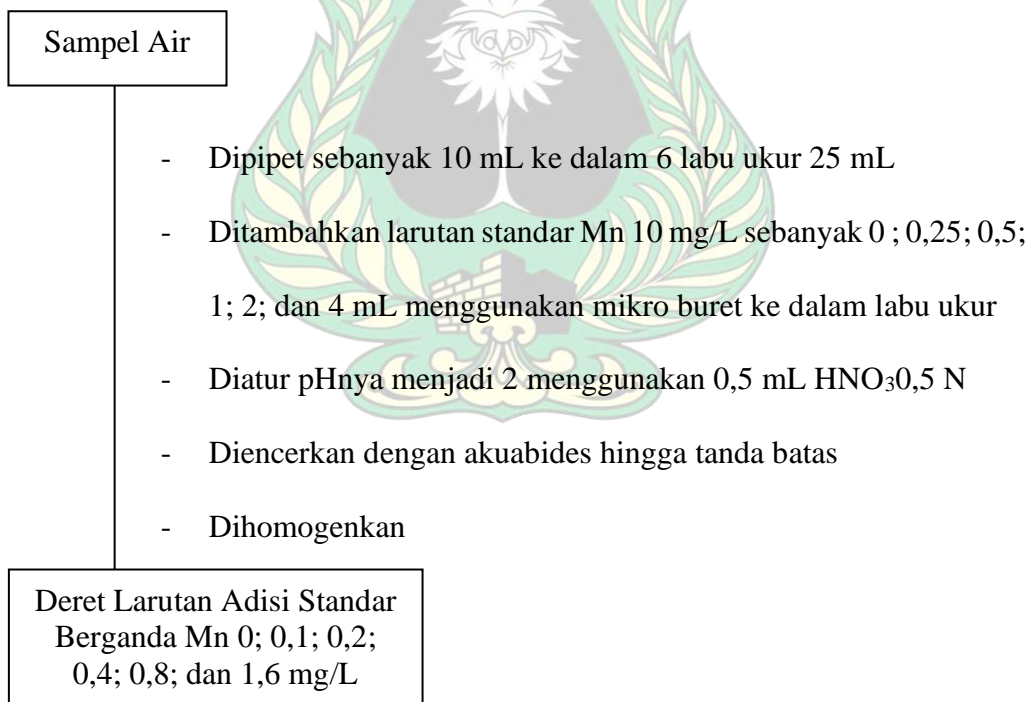 Sampel Air
- Dipipet sebanyak 10 mL ke dalam 6 labu ukur 25 mL
- Ditambahkan larutan standar Mn 10 mg/L sebanyak 0 ; 0,25; 0,5;
1; 2; dan 4 mL menggunakan mikro buret ke dalam labu ukur
- Diatur pHnya menjadi 2 menggunakan 0,5 mL HNO₃0,5 N
- Diencerkan dengan akuabides hingga tanda batas
- Dihomogenkan
Deret Larutan Adisi Standar
Berganda Mn 0; 0,1; 0,2;
0,4; 0,8; dan 1,6 mg/L